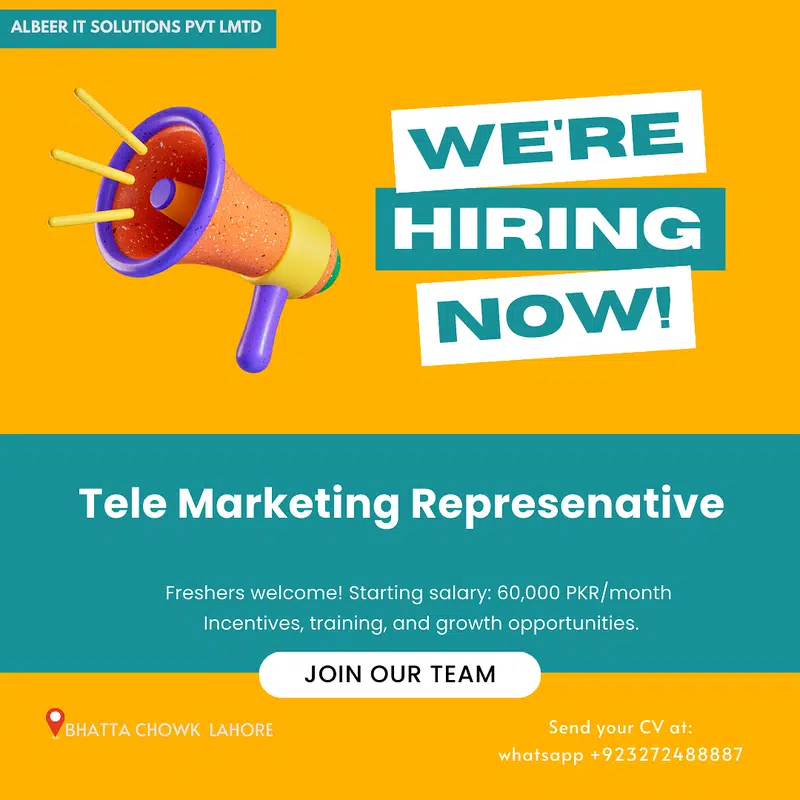 ALBEER IT SOLUTIONS PVT LMTD
WE'RE
HIRING
NOW!
Tele Marketing Represenative
Freshers welcome! Starting salary: 60,000 PKR/month
Incentives, training, and growth opportunities.
JOIN OUR TEAM
BHATTA CHOWK LAHORE
Send your CV at:
whatsapp +923272488887